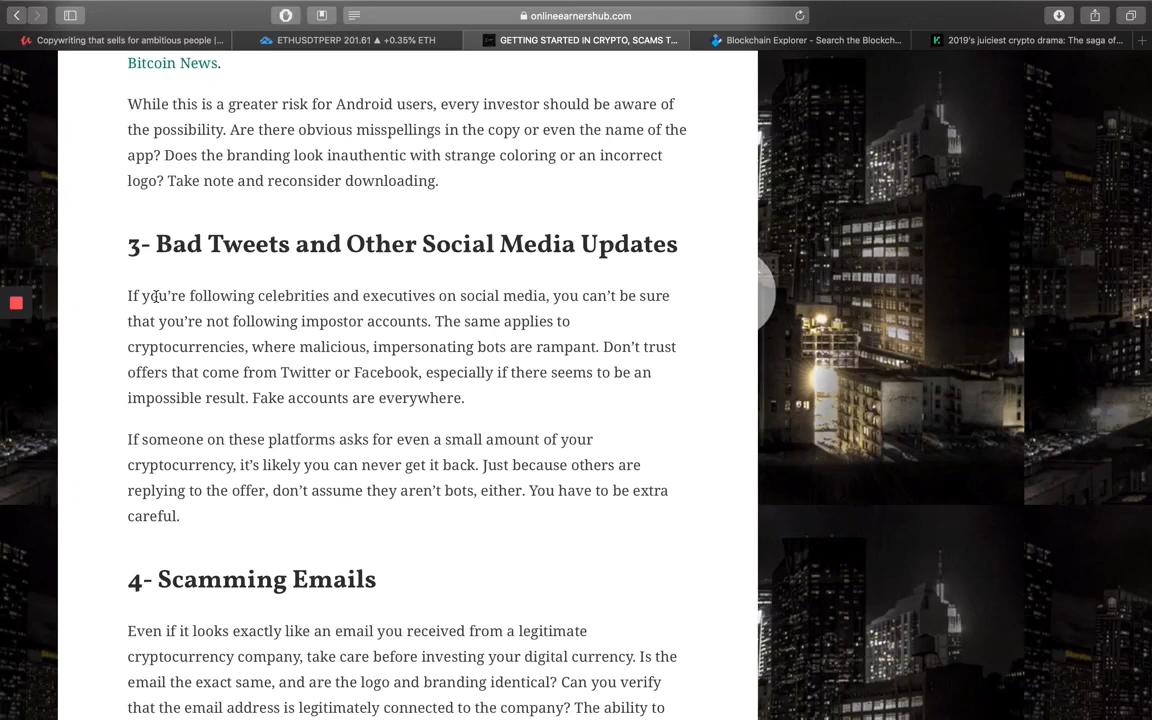 onlineearnershub.com
Copywriting that sells for ambitious people |...
ETHUSDTPERP 201.61 ▲ +0.35% ETH
GETTING STARTED IN CRYPTO, SCAMS T...
Blockchain Explorer - Search the Blockch...
2019's juiciest crypto drama: The saga of...
Bitcoin News.
While this is a greater risk for Android users, every investor should be aware of
the possibility. Are there obvious misspellings in the copy or even the name of the
app? Does the branding look inauthentic with strange coloring or an incorrect
logo? Take note and reconsider downloading.
3- Bad Tweets and Other Social Media Updates
If you’re following celebrities and executives on social media, you can’t be sure
that you’re not following impostor accounts. The same applies to
cryptocurrencies, where malicious, impersonating bots are rampant. Don’t trust
offers that come from Twitter or Facebook, especially if there seems to be an
impossible result. Fake accounts are everywhere.
If someone on these platforms asks for even a small amount of your
cryptocurrency, it’s likely you can never get it back. Just because others are
replying to the offer, don’t assume they aren’t bots, either. You have to be extra
careful.
4- Scamming Emails
Even if it looks exactly like an email you received from a legitimate
cryptocurrency company, take care before investing your digital currency. Is the
email the exact same, and are the logo and branding identical? Can you verify
that the email address is legitimately connected to the company? The ability to